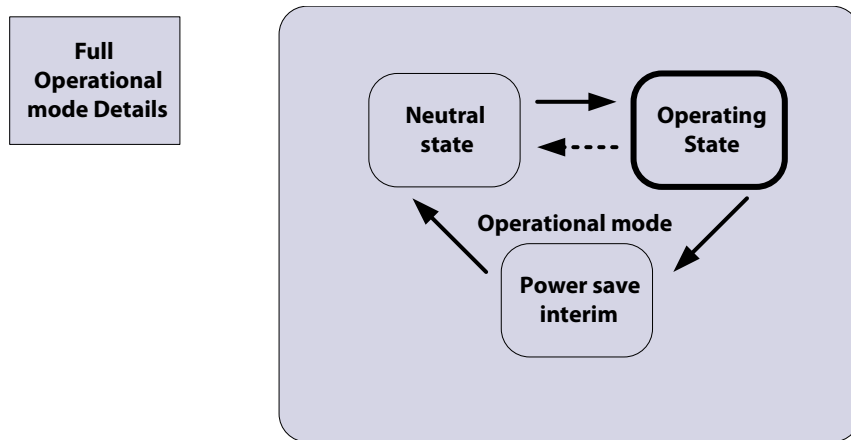 Full
Operational
mode Details
Neutral
state
Operating
State
Operational mode
Power save
interim